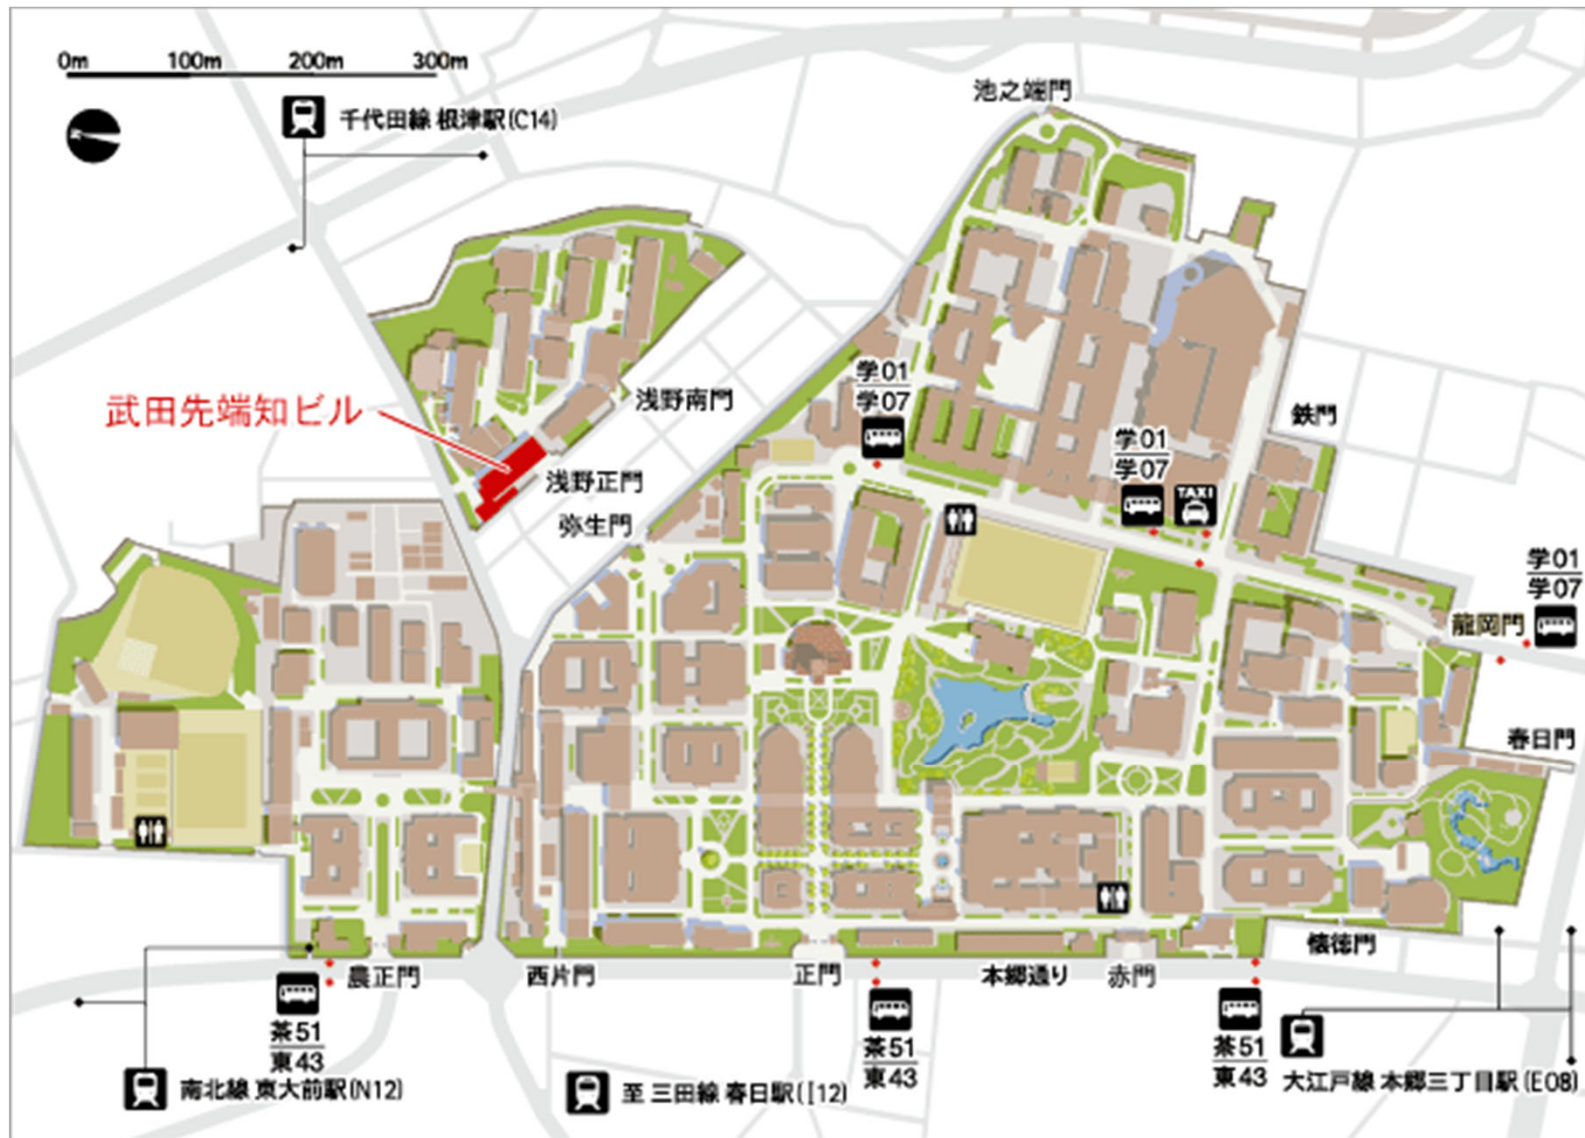 0m 100m 200m 300m
池之端門
千代田線 根津駅(C14)
学01
学07
浅野南門
武田先端知ビル
鉄門
学01
学07
浅野正門
TAXI
弥生門
学01
学07
龍岡門
春日門
懐徳門
農正門
西片門
正門
本郷通り
赤門
茶51
東43
茶51
東43
茶51
東43
大江戸線 本郷三丁目駅 (E08)
南北線 東大前駅(N12)
至 三田線 春日駅(I12)